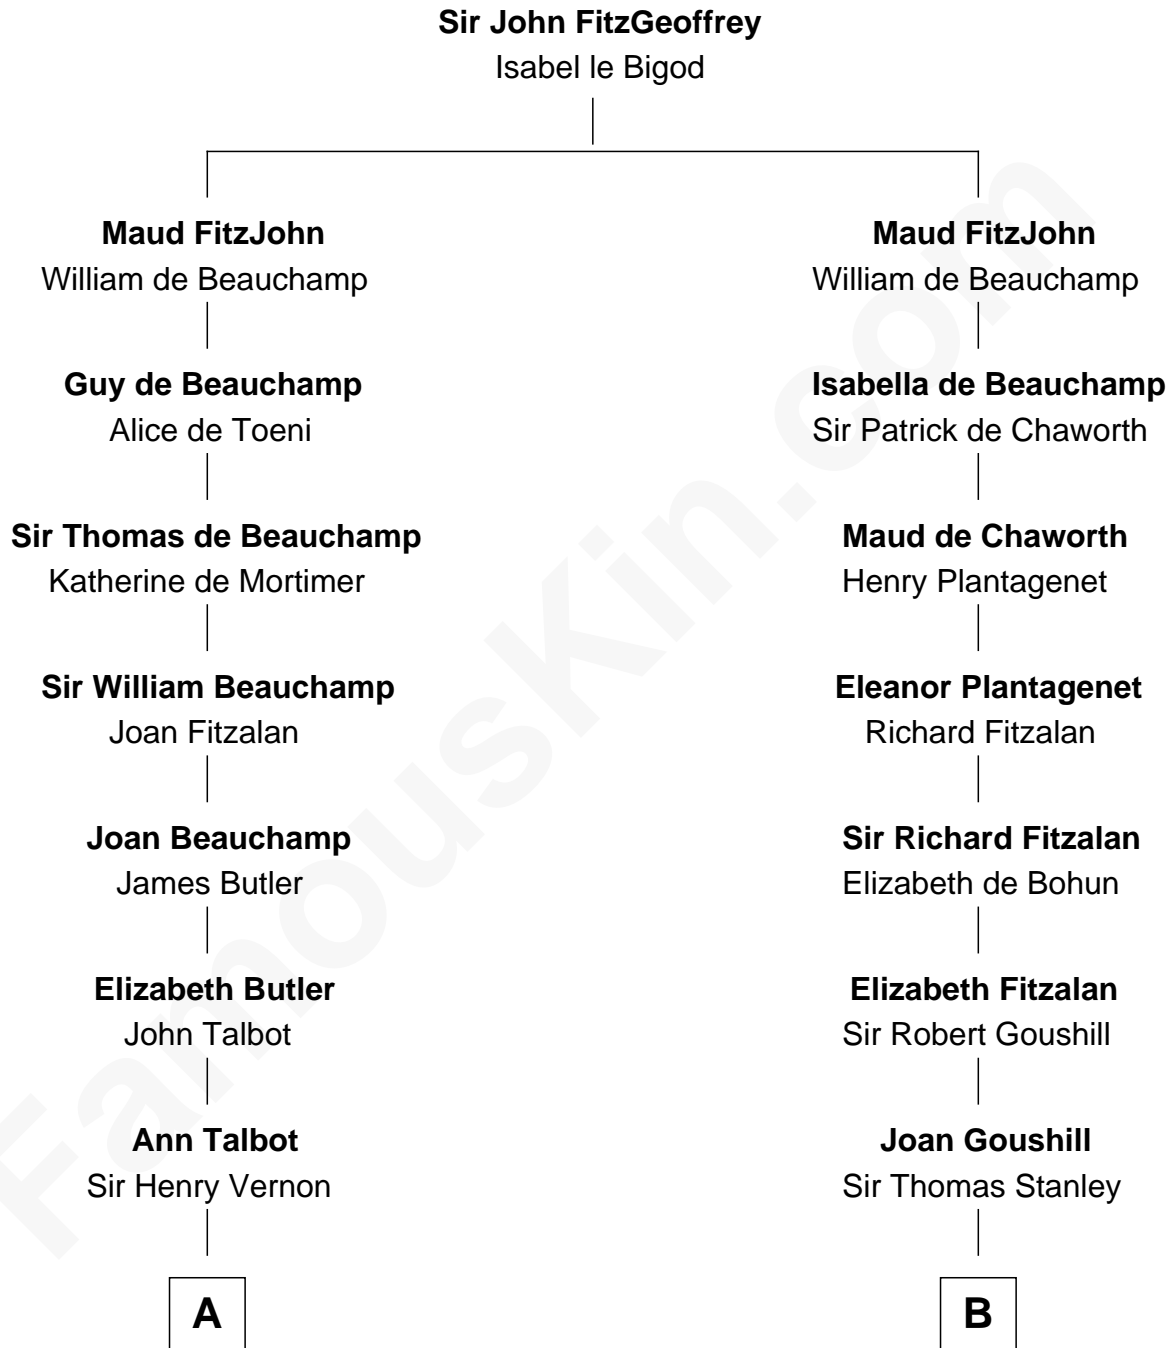 Sir John FitzGeoffrey
Isabel le Bigod
Maud FitzJohn
William de Beauchamp
Guy de Beauchamp
Alice de Toeni
Sir Thomas de Beauchamp
Katherine de Mortimer
Sir William Beauchamp
Joan Fitzalan
Joan Beauchamp
James Butler
Elizabeth Butler
John Talbot
Ann Talbot
Sir Henry Vernon
A
Maud FitzJohn
William de Beauchamp
Isabella de Beauchamp
Sir Patrick de Chaworth
Maud de Chaworth
Henry Plantagenet
Eleanor Plantagenet
Richard Fitzalan
Sir Richard Fitzalan
Elizabeth de Bohun
Elizabeth Fitzalan
Sir Robert Goushill
Joan Goushill
Sir Thomas Stanley
B
FamousKin.com